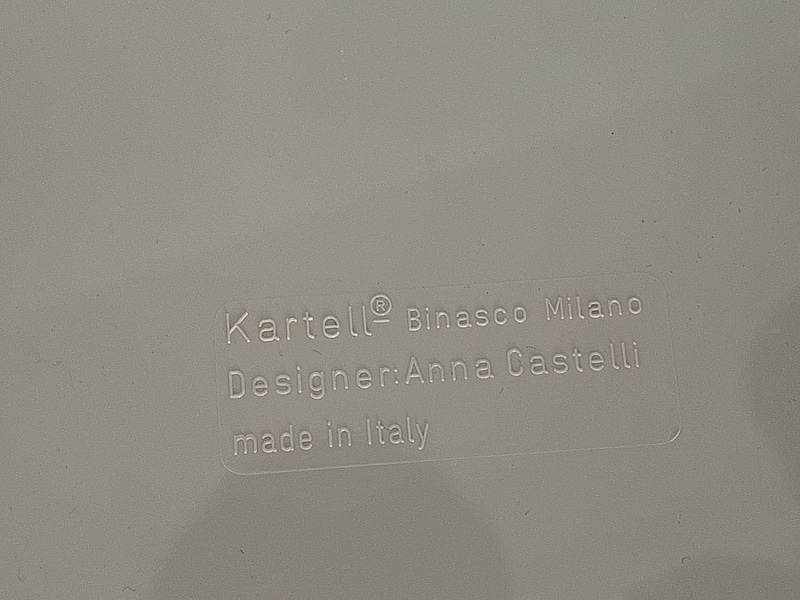 Kartell® Binasco Milano
Designer:Anna Castelli
made in Italy